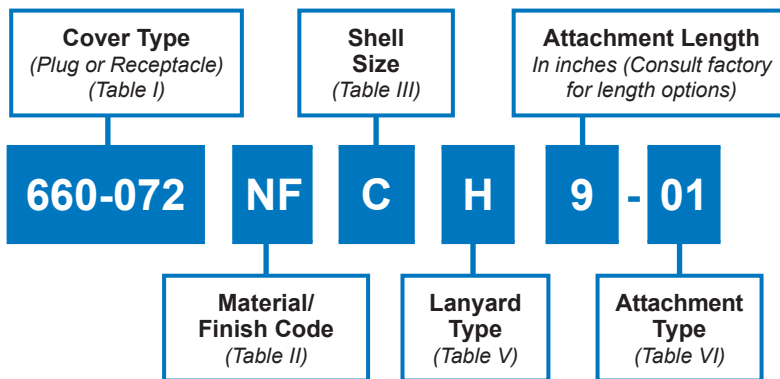 Cover Type
(Plug or Receptacle)
(Table I)
Shell
Size
(Table III)
Attachment Length
In inches (Consult factory
for length options)
660-072 NF C H 9 - 01
Material/
Finish Code
(Table II)
Lanyard
Type
(Table V)
Attachment
Type
(Table VI)